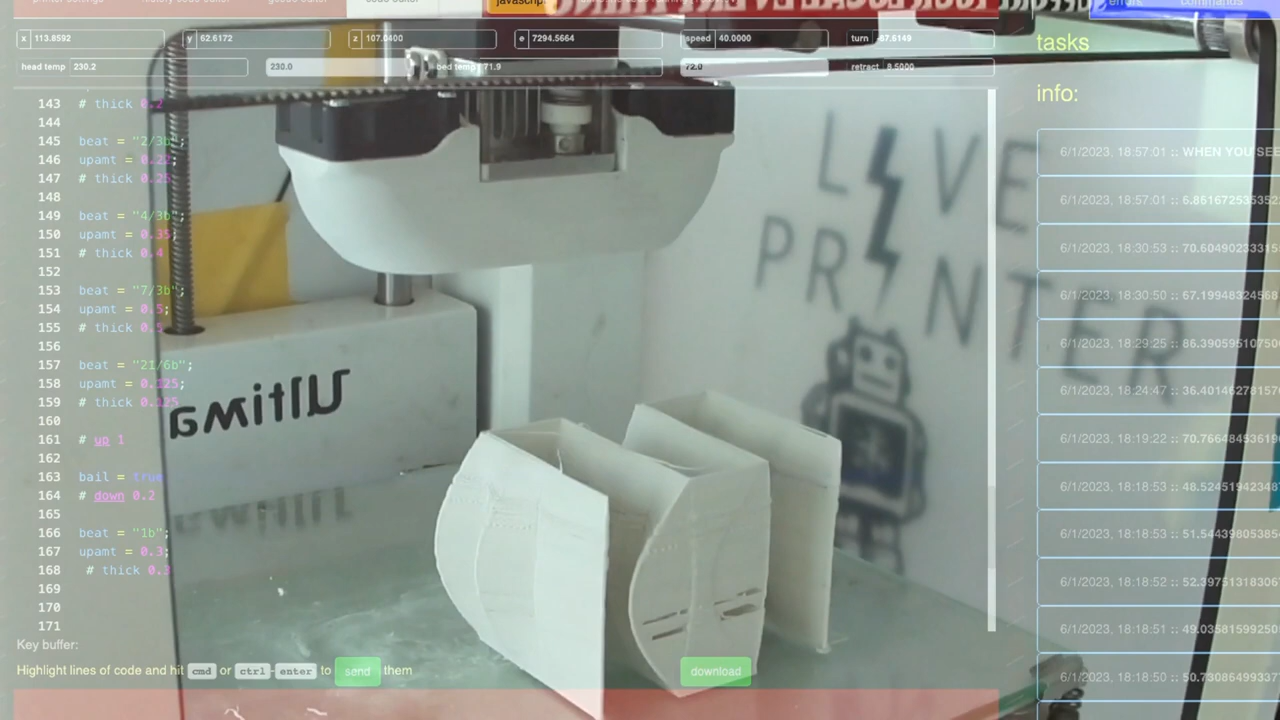 javascript
x 113.8592 y 62.6172 z 107.0400 e 7294.5664 speed 40.0000 turn -87.6149
head temp 230.2 230.0 bed temp 71.9 72.0 retract 8.5000
143 # thick 0.2
144
145 beat = "2/3b";
146 upamt = 0.22;
147 # thick 0.25
148
149 beat = "4/3b";
150 upamt = 0.35;
151 # thick 0.4
152
153 beat = "7/3b";
154 upamt = 0.5;
155 # thick 0.5
156
157 beat = "21/6b";
158 upamt = 0.125;
159 # thick 0.125
160
161 # up 1
162
163 bail = true
164 # down 0.2
165
166 beat = "1b";
167 upamt = 0.3;
168 # thick 0.3
169
170
171
Key buffer:
Highlight lines of code and hit cmd or ctrl-enter to send them
download
LIVE
PRINTER
Ultima
errors commands
tasks
info:
6/1/2023, 18:57:01 :: WHEN YOU SEE
6/1/2023, 18:57:01 :: 6.851672535352
6/1/2023, 18:30:53 :: 70.60490233315
6/1/2023, 18:30:50 :: 67.19948324568
6/1/2023, 18:29:25 :: 86.39059510750
6/1/2023, 18:24:47 :: 36.40146270157
6/1/2023, 18:19:22 :: 70.76648453619
6/1/2023, 18:18:53 :: 48.52451942348
6/1/2023, 18:18:53 :: 51.54439805385
6/1/2023, 18:18:52 :: 52.39751318306
6/1/2023, 18:18:51 :: 49.03581599250
6/1/2023, 18:18:50 :: 50.73086499337